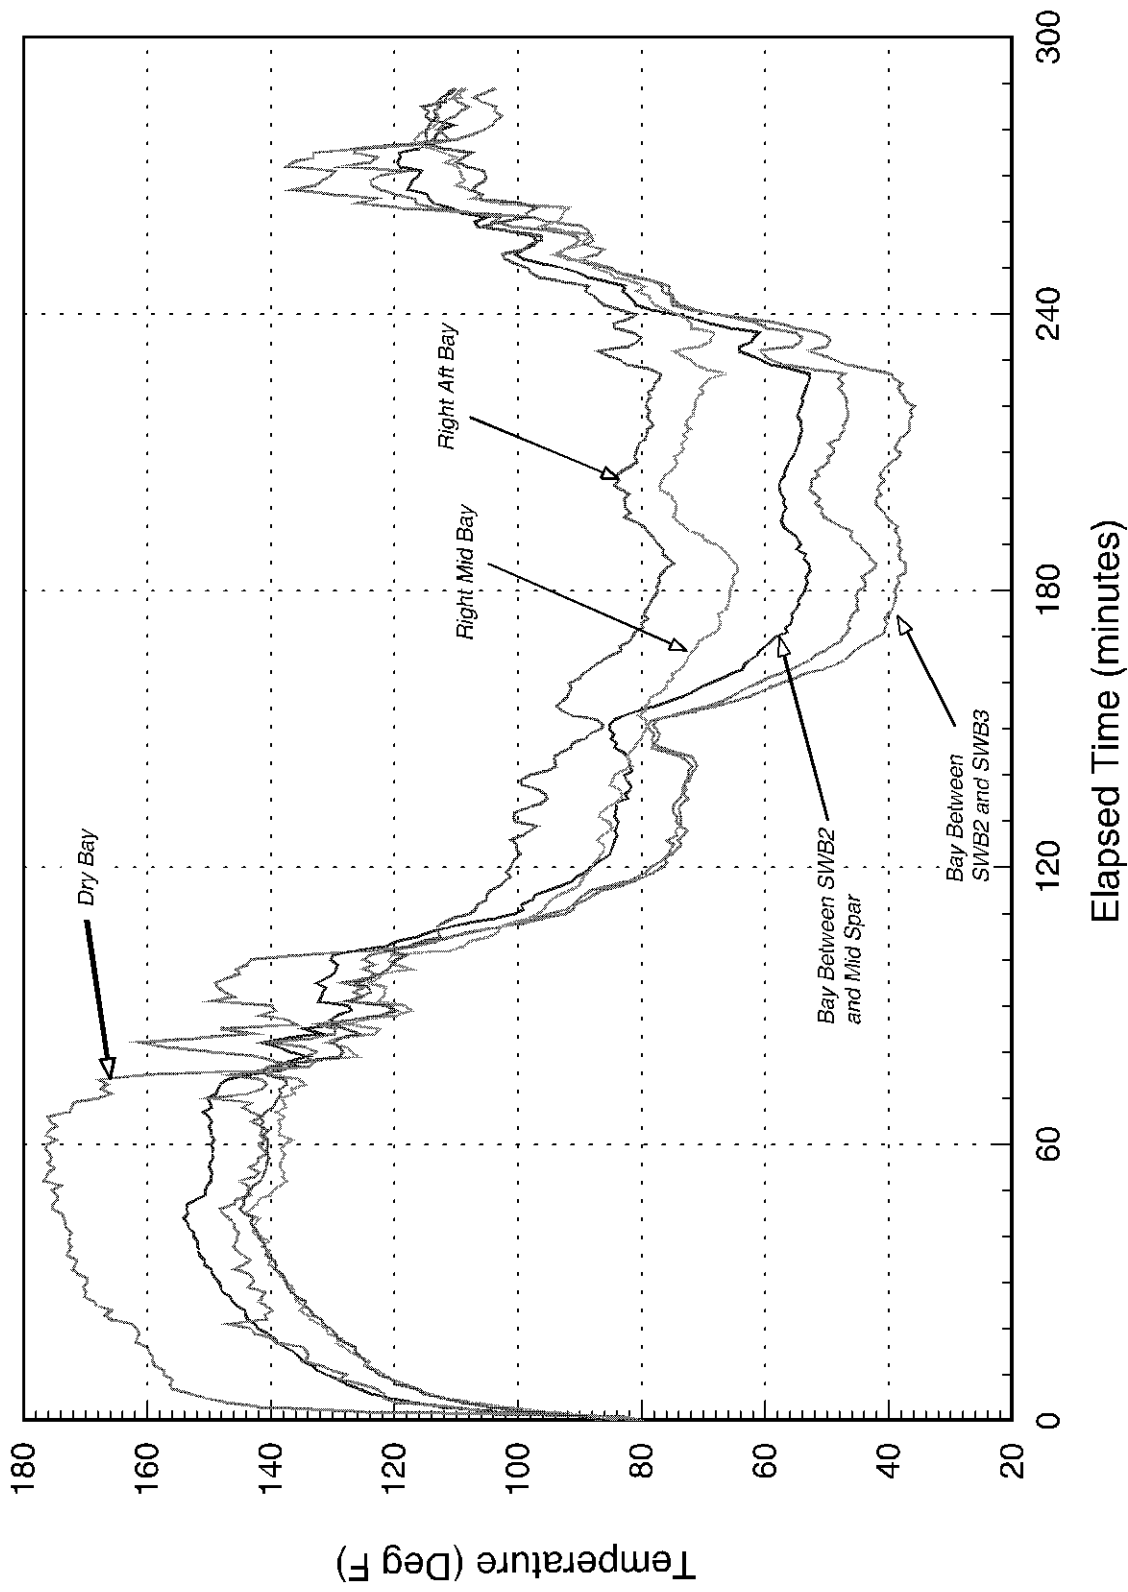 Temperature (Deg F)
180
160
140
120
100
80
60
40
20
Dry Bay
Right Aft Bay
Right Mid Bay
Bay Between SWB2
and Mid Spar
Bay Between
SWB2 and SWB3
0
60
120
180
240
300
Elapsed Time (minutes)